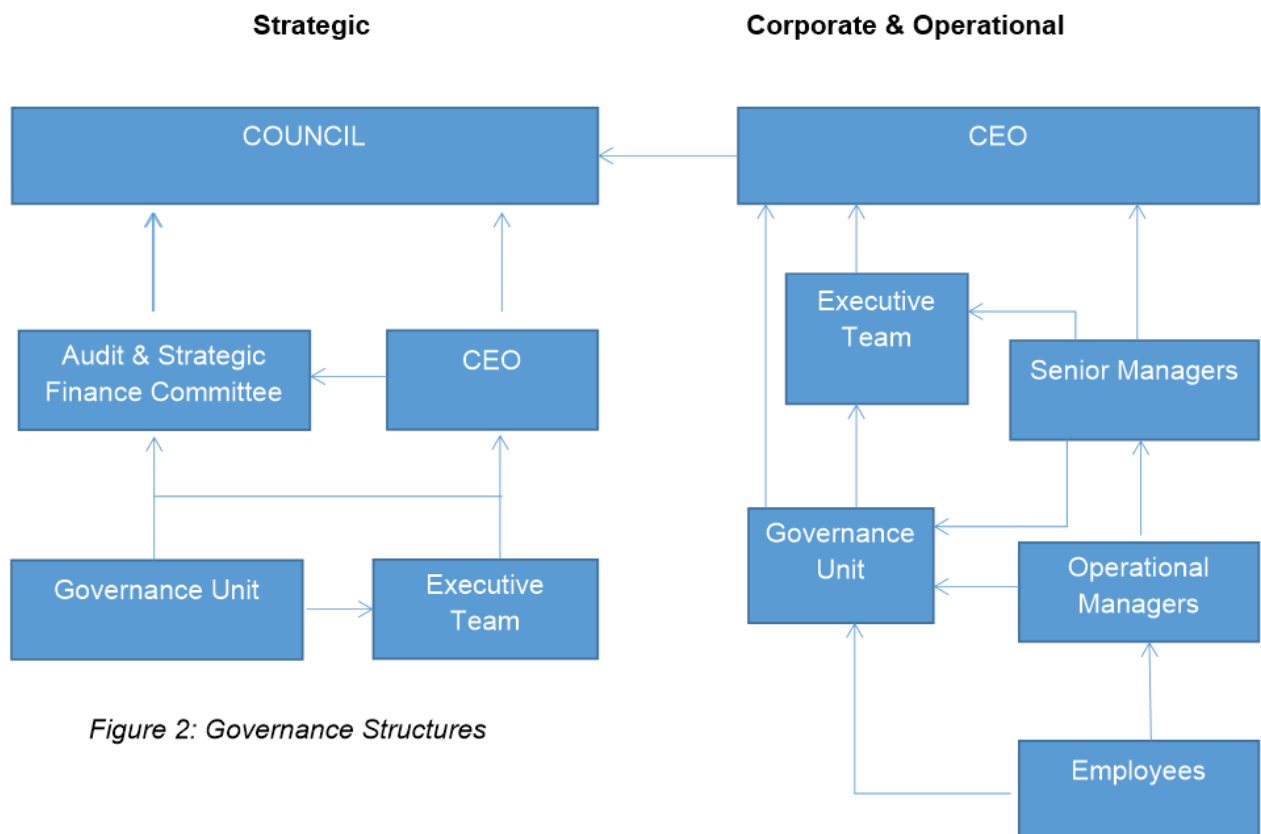 Strategic
Corporate & Operational
COUNCIL
CEO
Executive
Team
Audit & Strategic
Finance Committee
CEO
Senior Managers
Governance
Unit
Governance Unit
Executive
Team
Operational
Managers
Figure 2: Governance Structures
Employees